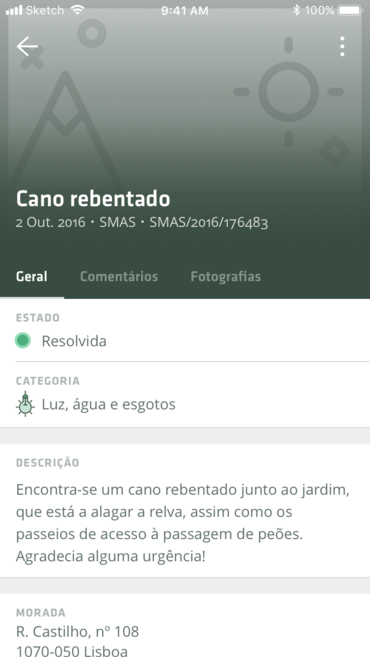 Sketch 9:41 AM 100%
Cano rebentado
2 Out. 2016 • SMAS • SMAS/2016/176483
Geral Comentários Fotografias
ESTADO
Resolvida
CATEGORIA
Luz, água e esgotos
DESCRIÇÃO
Encontra-se um cano rebentado junto ao jardim,
que está a alagar a relva, assim como os
passeios de acesso à passagem de peões.
Agradecia alguma urgência!
MORADA
R. Castilho, nº 108
1070-050 Lisboa